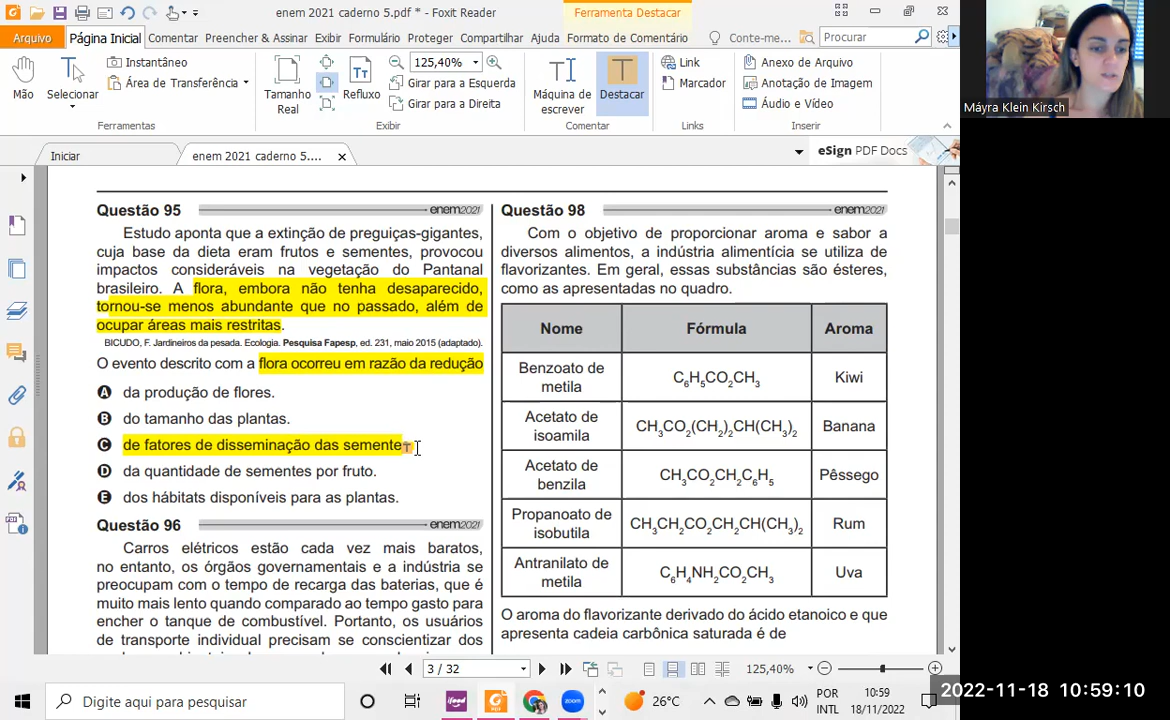 enem 2021 caderno 5.pdf * - Foxit Reader
Ferramenta Destacar
Arquivo
Página Inicial
Comentar
Preencher & Assinar
Exibir
Formulário
Proteger
Compartilhar
Ajuda
Formato de Comentário
Conte-me...
Procurar
Mão
Selecionar
Instantâneo
Área de Transferência
Tamanho Real
Refluxo
125,40%
Girar para a Esquerda
Girar para a Direita
Máquina de escrever
Destacar
Link
Marcador
Anexo de Arquivo
Anotação de Imagem
Áudio e Vídeo
Ferramentas
Exibir
Comentar
Links
Inserir
Máyra Klein Kirsch
Iniciar
enem 2021 caderno 5....
eSign PDF Docs
Questão 95
enem2021
Estudo aponta que a extinção de preguiças-gigantes,
cuja base da dieta eram frutos e sementes, provocou
impactos consideráveis na vegetação do Pantanal
brasileiro. A flora, embora não tenha desaparecido,
tornou-se menos abundante que no passado, além de
ocupar áreas mais restritas.
BICUDO, F. Jardineiros da pesada. Ecologia. Pesquisa Fapesp, ed. 231, maio 2015 (adaptado).
O evento descrito com a flora ocorreu em razão da redução
A da produção de flores.
B do tamanho das plantas.
C de fatores de disseminação das semente
D da quantidade de sementes por fruto.
E dos hábitats disponíveis para as plantas.
Questão 96
enem2021
Carros elétricos estão cada vez mais baratos,
no entanto, os órgãos governamentais e a indústria se
preocupam com o tempo de recarga das baterias, que é
muito mais lento quando comparado ao tempo gasto para
encher o tanque de combustível. Portanto, os usuários
de transporte individual precisam se conscientizar dos
Questão 98
enem2021
Com o objetivo de proporcionar aroma e sabor a
diversos alimentos, a indústria alimentícia se utiliza de
flavorizantes. Em geral, essas substâncias são ésteres,
como as apresentadas no quadro.
Nome Fórmula Aroma
Benzoato de metila C6H5CO2CH3 Kiwi
Acetato de isoamila CH3CO2(CH2)2CH(CH3)2 Banana
Acetato de benzila CH3CO2CH2C6H5 Pêssego
Propanoato de isobutila CH3CH2CO2CH2CH(CH3)2 Rum
Antranilato de metila C6H4NH2CO2CH3 Uva
O aroma do flavorizante derivado do ácido etanoico e que
apresenta cadeia carbônica saturada é de
3 / 32
125,40%
Digite aqui para pesquisar
ifood
zoom
26°C
POR
INTL
10:59
18/11/2022
2022-11-18 10:59:10